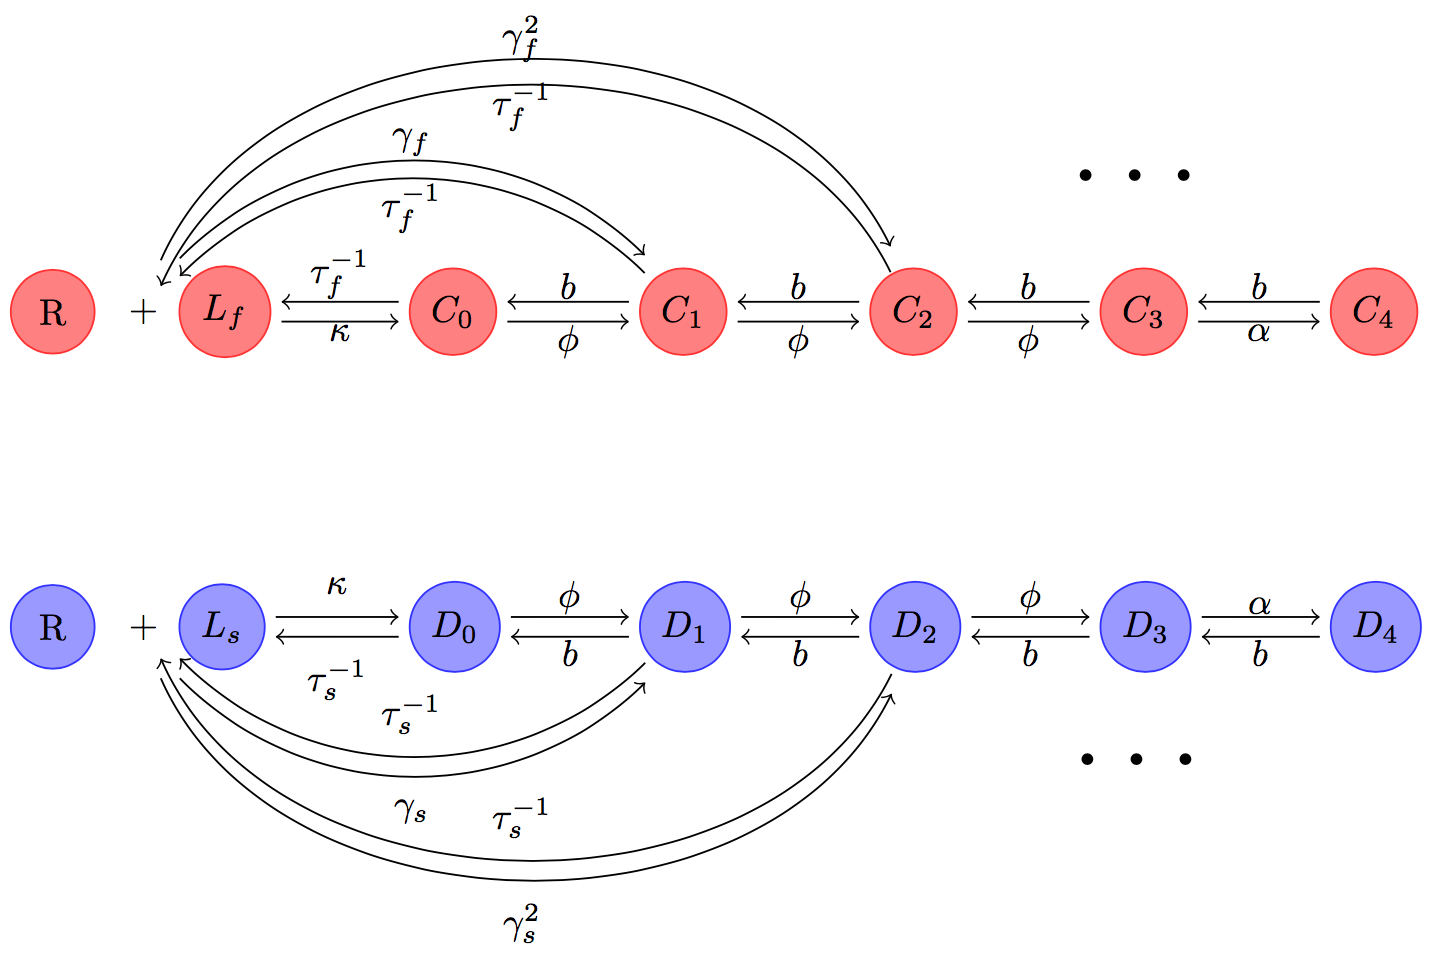 γ_f^2
τ_f^{-1}
γ_f
τ_f^{-1}
τ_f^{-1} b b b b
R + L_f C_0 C_1 C_2 C_3 C_4
κ ϕ ϕ ϕ α
κ ϕ ϕ ϕ α
R + L_s D_0 D_1 D_2 D_3 D_4
τ_s^{-1} b b b b
τ_s^{-1}
γ_s τ_s^{-1}
γ_s^2